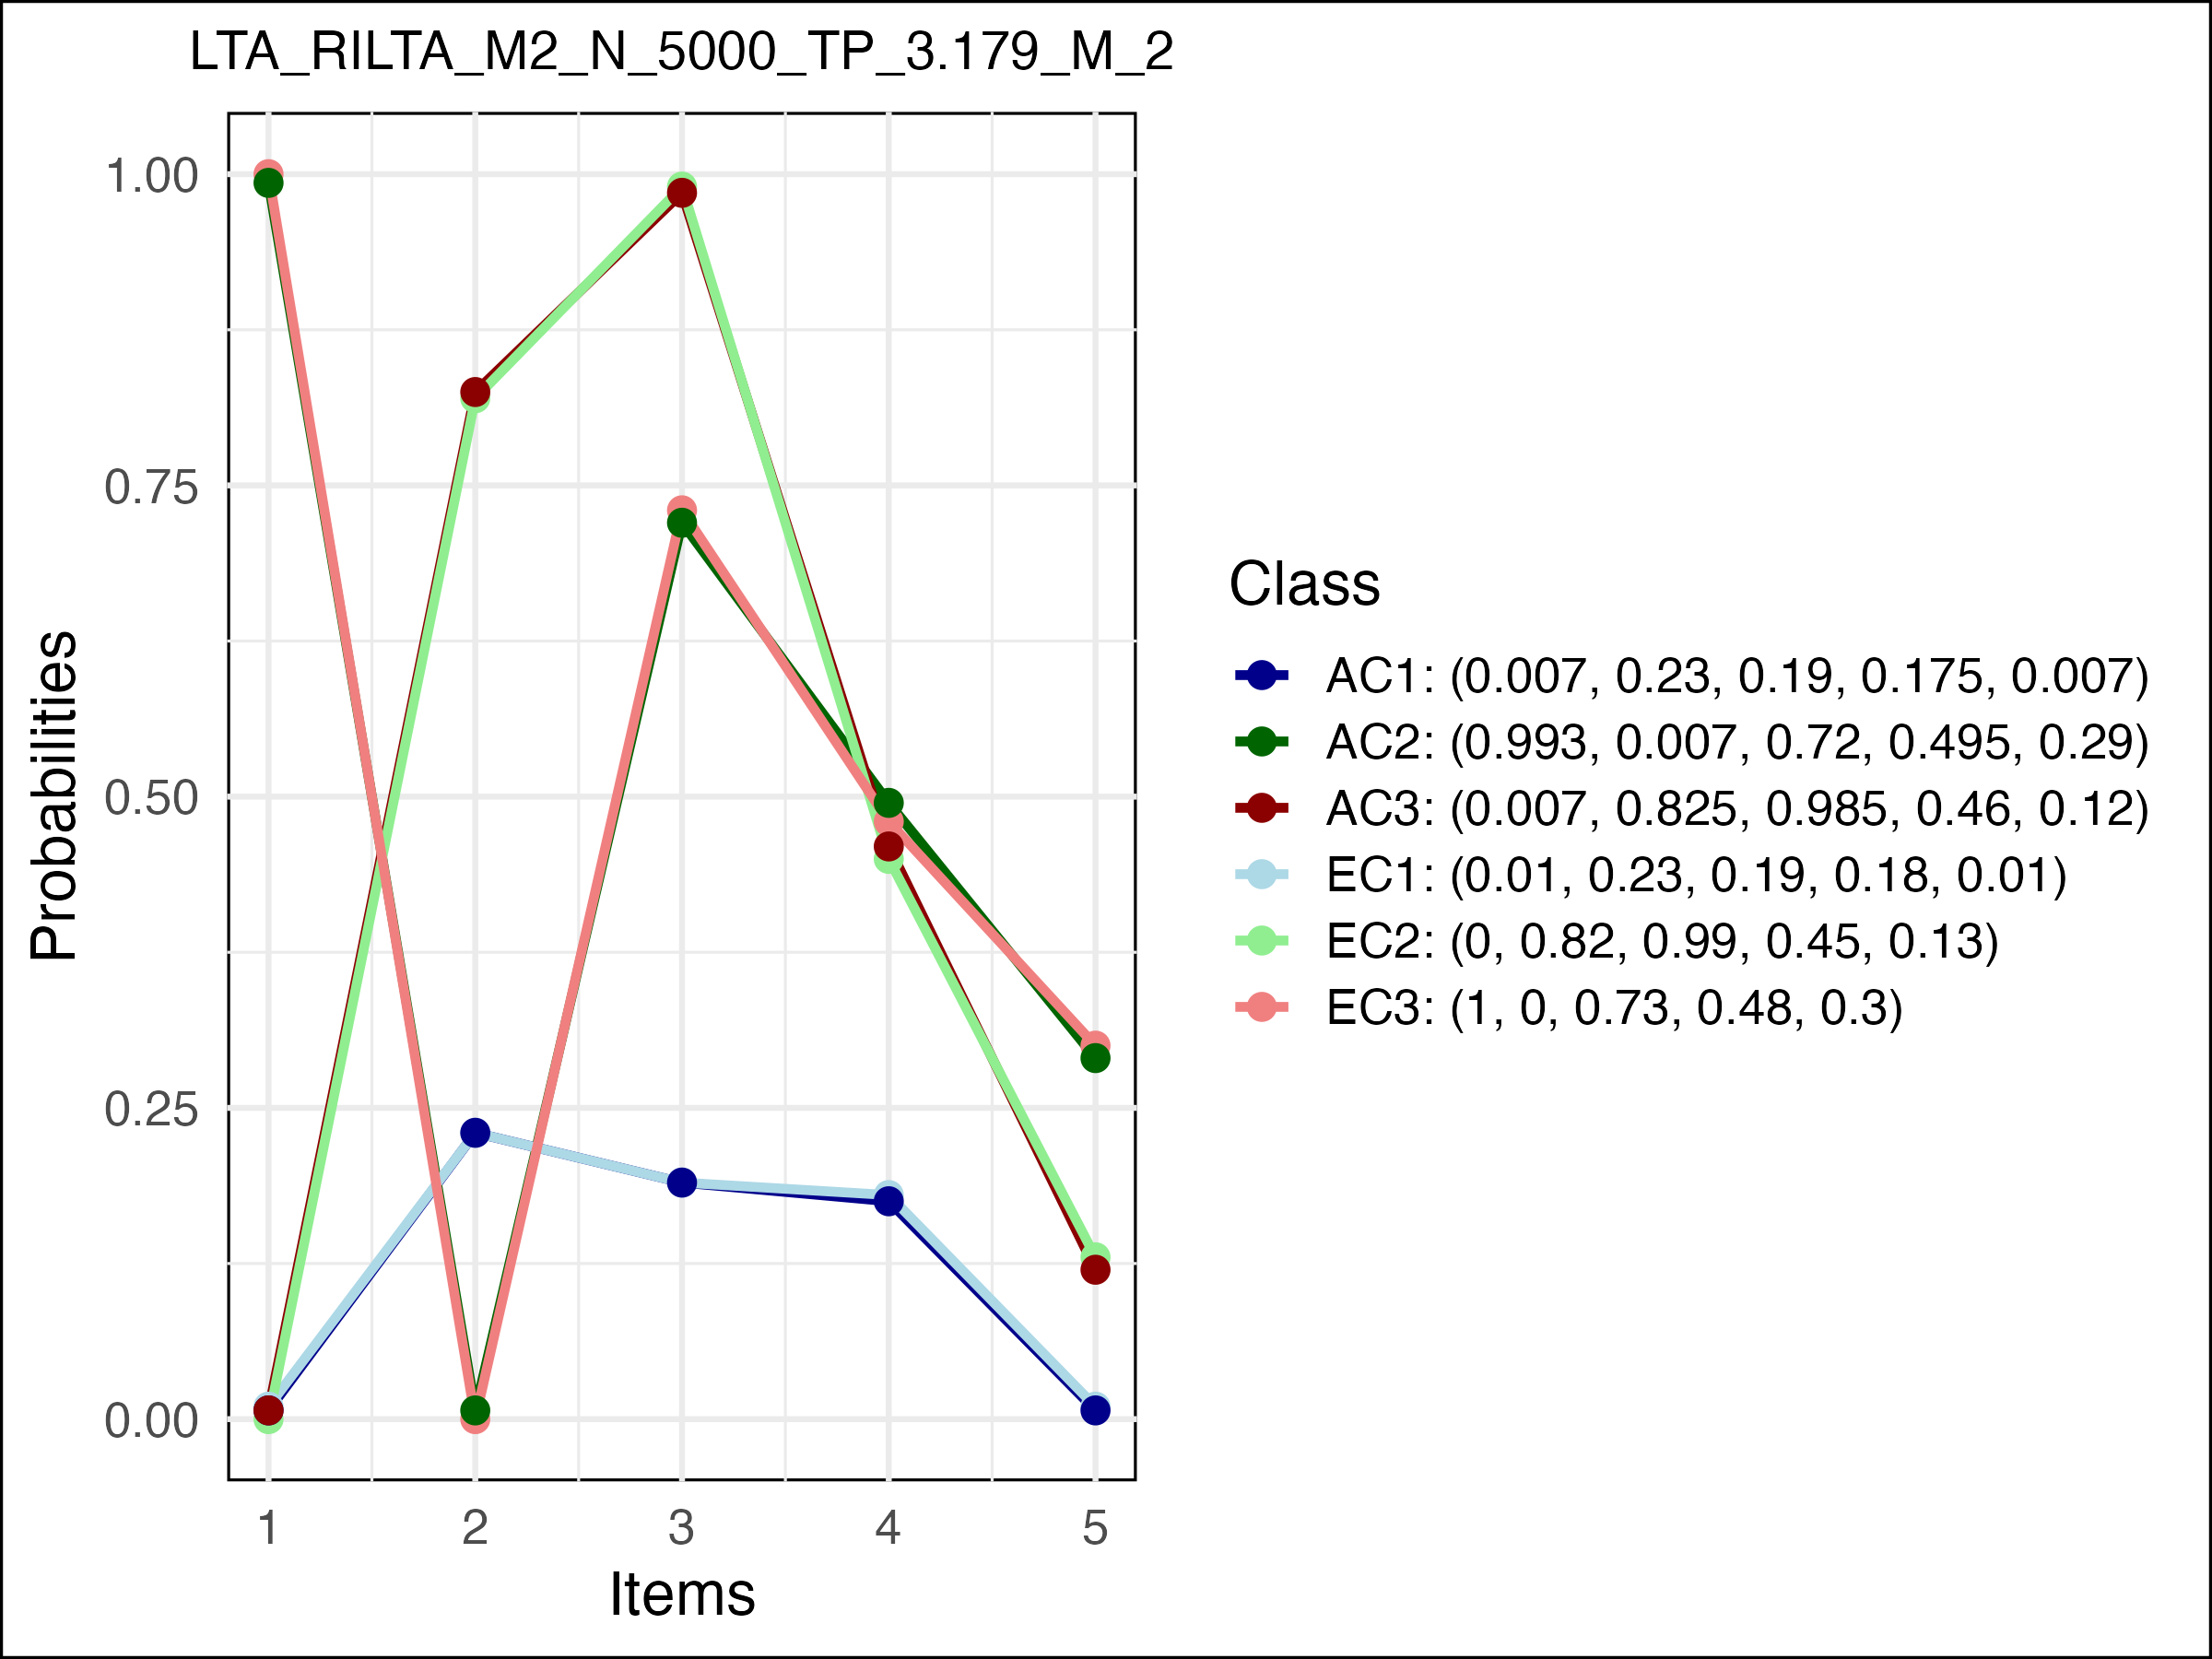 LTA_RILTA_M2_N_5000_TP_3.179_M_2
1.00
0.75
0.50
0.25
0.00
Probabilities
1 2 3 4 5
Items
Class
AC1: (0.007, 0.23, 0.19, 0.175, 0.007)
AC2: (0.993, 0.007, 0.72, 0.495, 0.29)
AC3: (0.007, 0.825, 0.985, 0.46, 0.12)
EC1: (0.01, 0.23, 0.19, 0.18, 0.01)
EC2: (0, 0.82, 0.99, 0.45, 0.13)
EC3: (1, 0, 0.73, 0.48, 0.3)